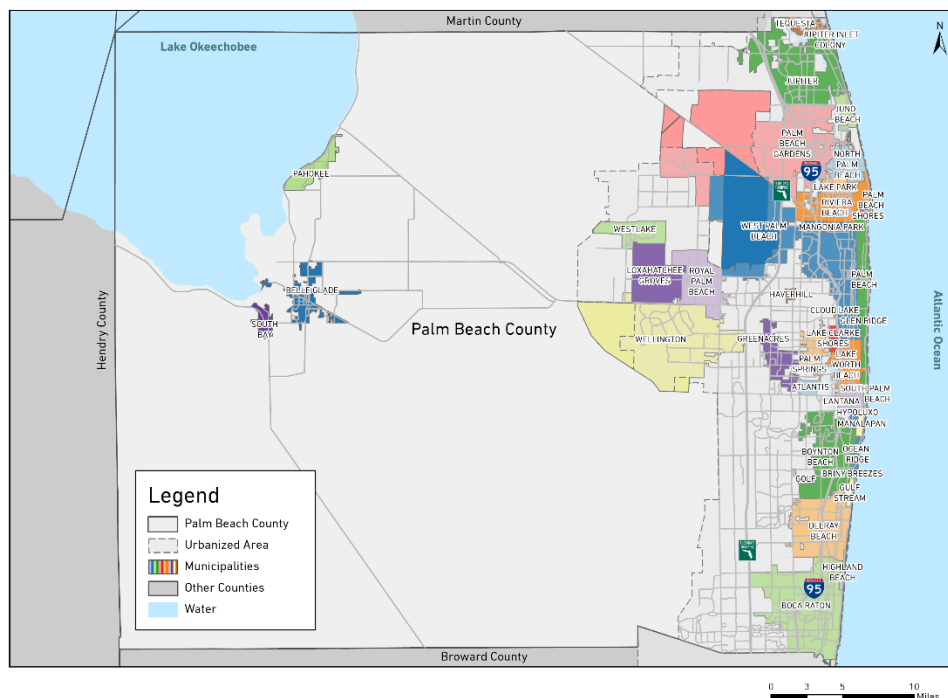 Martin County
N
TEQUESTA
JUPITER INLET
COLONY
Lake Okeechobee
JUPITER
JUNO
BEACH
PALM
BEACH
GARDENS
NORTH
PALM
BEACH
95
PAHOKEE
LAKE PARK
PALM
BEACH
SHORES
RIVIERA
BEACH
WESTLAKE
WEST PALM
BEACH
MANGONIA PARK
LOXAHATCHEE
GROVES
ROYAL
PALM
BEACH
PALM
BEACH
BELLE GLADE
HAVERHILL
CLOUD LAKE
GLEN RIDGE
SOUTH
BAY
Palm Beach County
WELLINGTON
GREENACRES
LAKE CLARKE
SHORES
PALM
SPRINGS
LAKE
WORTH
BEACH
ATLANTIS
SOUTH PALM
BEACH
LANTANA
HYPOLUXO
MANALAPAN
Hendry County
Atlantic Ocean
BOYNTON
BEACH
OCEAN
RIDGE
BRINY BREEZES
GOLF
GULF
STREAM
DELRAY
BEACH
HIGHLAND
BEACH
95
BOCA RATON
Legend
Palm Beach County
Urbanized Area
Municipalities
Other Counties
Water
Broward County
0 3 5 10
Miles